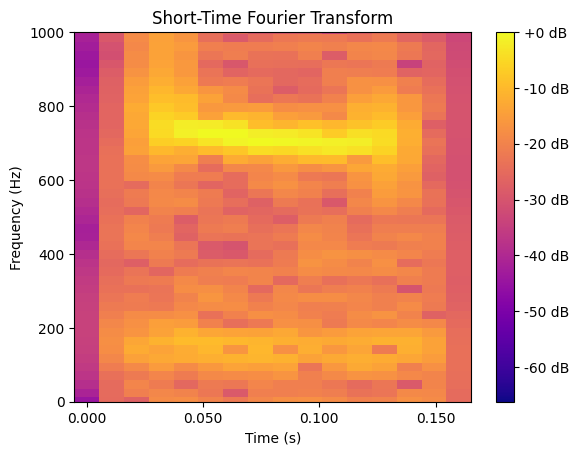 Short-Time Fourier Transform
1000
800
600
400
200
0
Frequency (Hz)
0.000
0.050
0.100
0.150
Time (s)
+0 dB
-10 dB
-20 dB
-30 dB
-40 dB
-50 dB
-60 dB